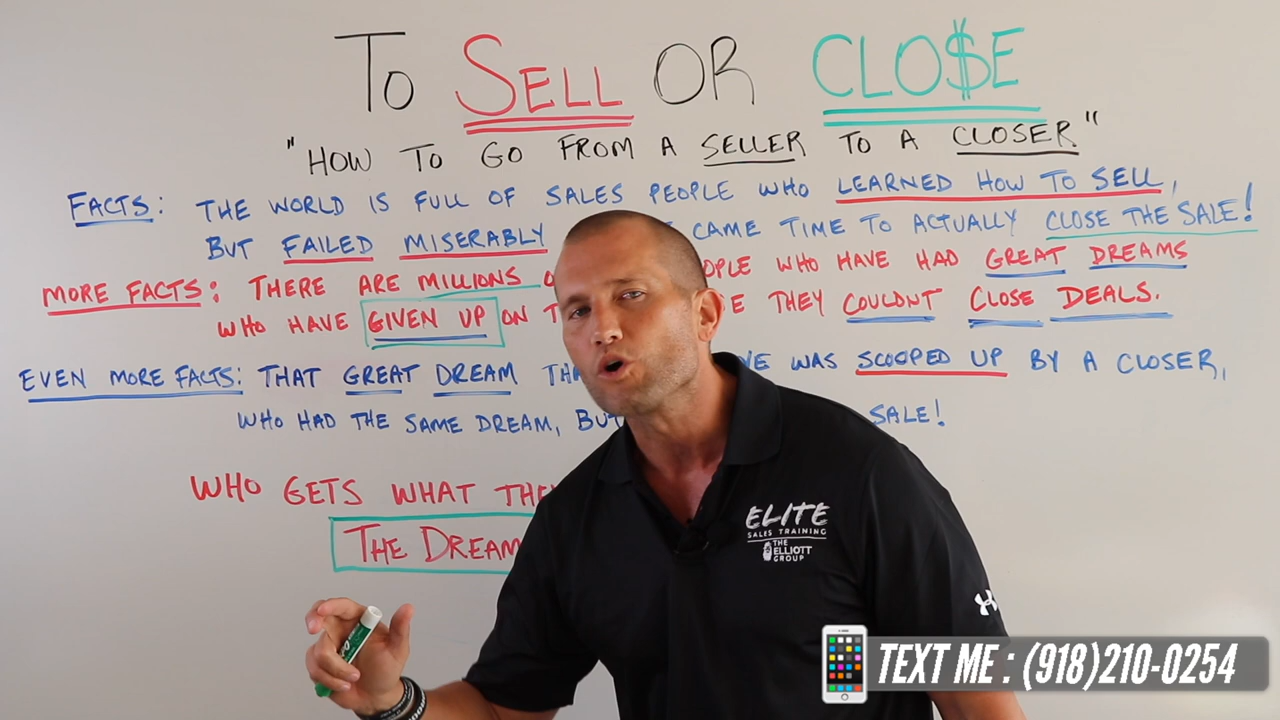 TO SELL OR CLO$E
"HOW TO GO FROM A SELLER TO A CLOSER"
FACTS: THE WORLD IS FULL OF SALES PEOPLE WHO LEARNED HOW TO SELL,
BUT FAILED MISERABLY CAME TIME TO ACTUALLY CLOSE THE SALE!
MORE FACTS: THERE ARE MILLIONS WHO HAVE HAD GREAT DREAMS
WHO HAVE GIVEN UP ON THEY COULDNT CLOSE DEALS.
EVEN MORE FACTS: THAT GREAT DREAM WAS SCOOPED UP BY A CLOSER,
WHO HAD THE SAME DREAM, BUT SALE!
WHO GETS WHAT
THE DREAM
ELITE
SALES TRAINING
THE
ELLIOTT
GROUP
TEXT ME : (918)210-0254